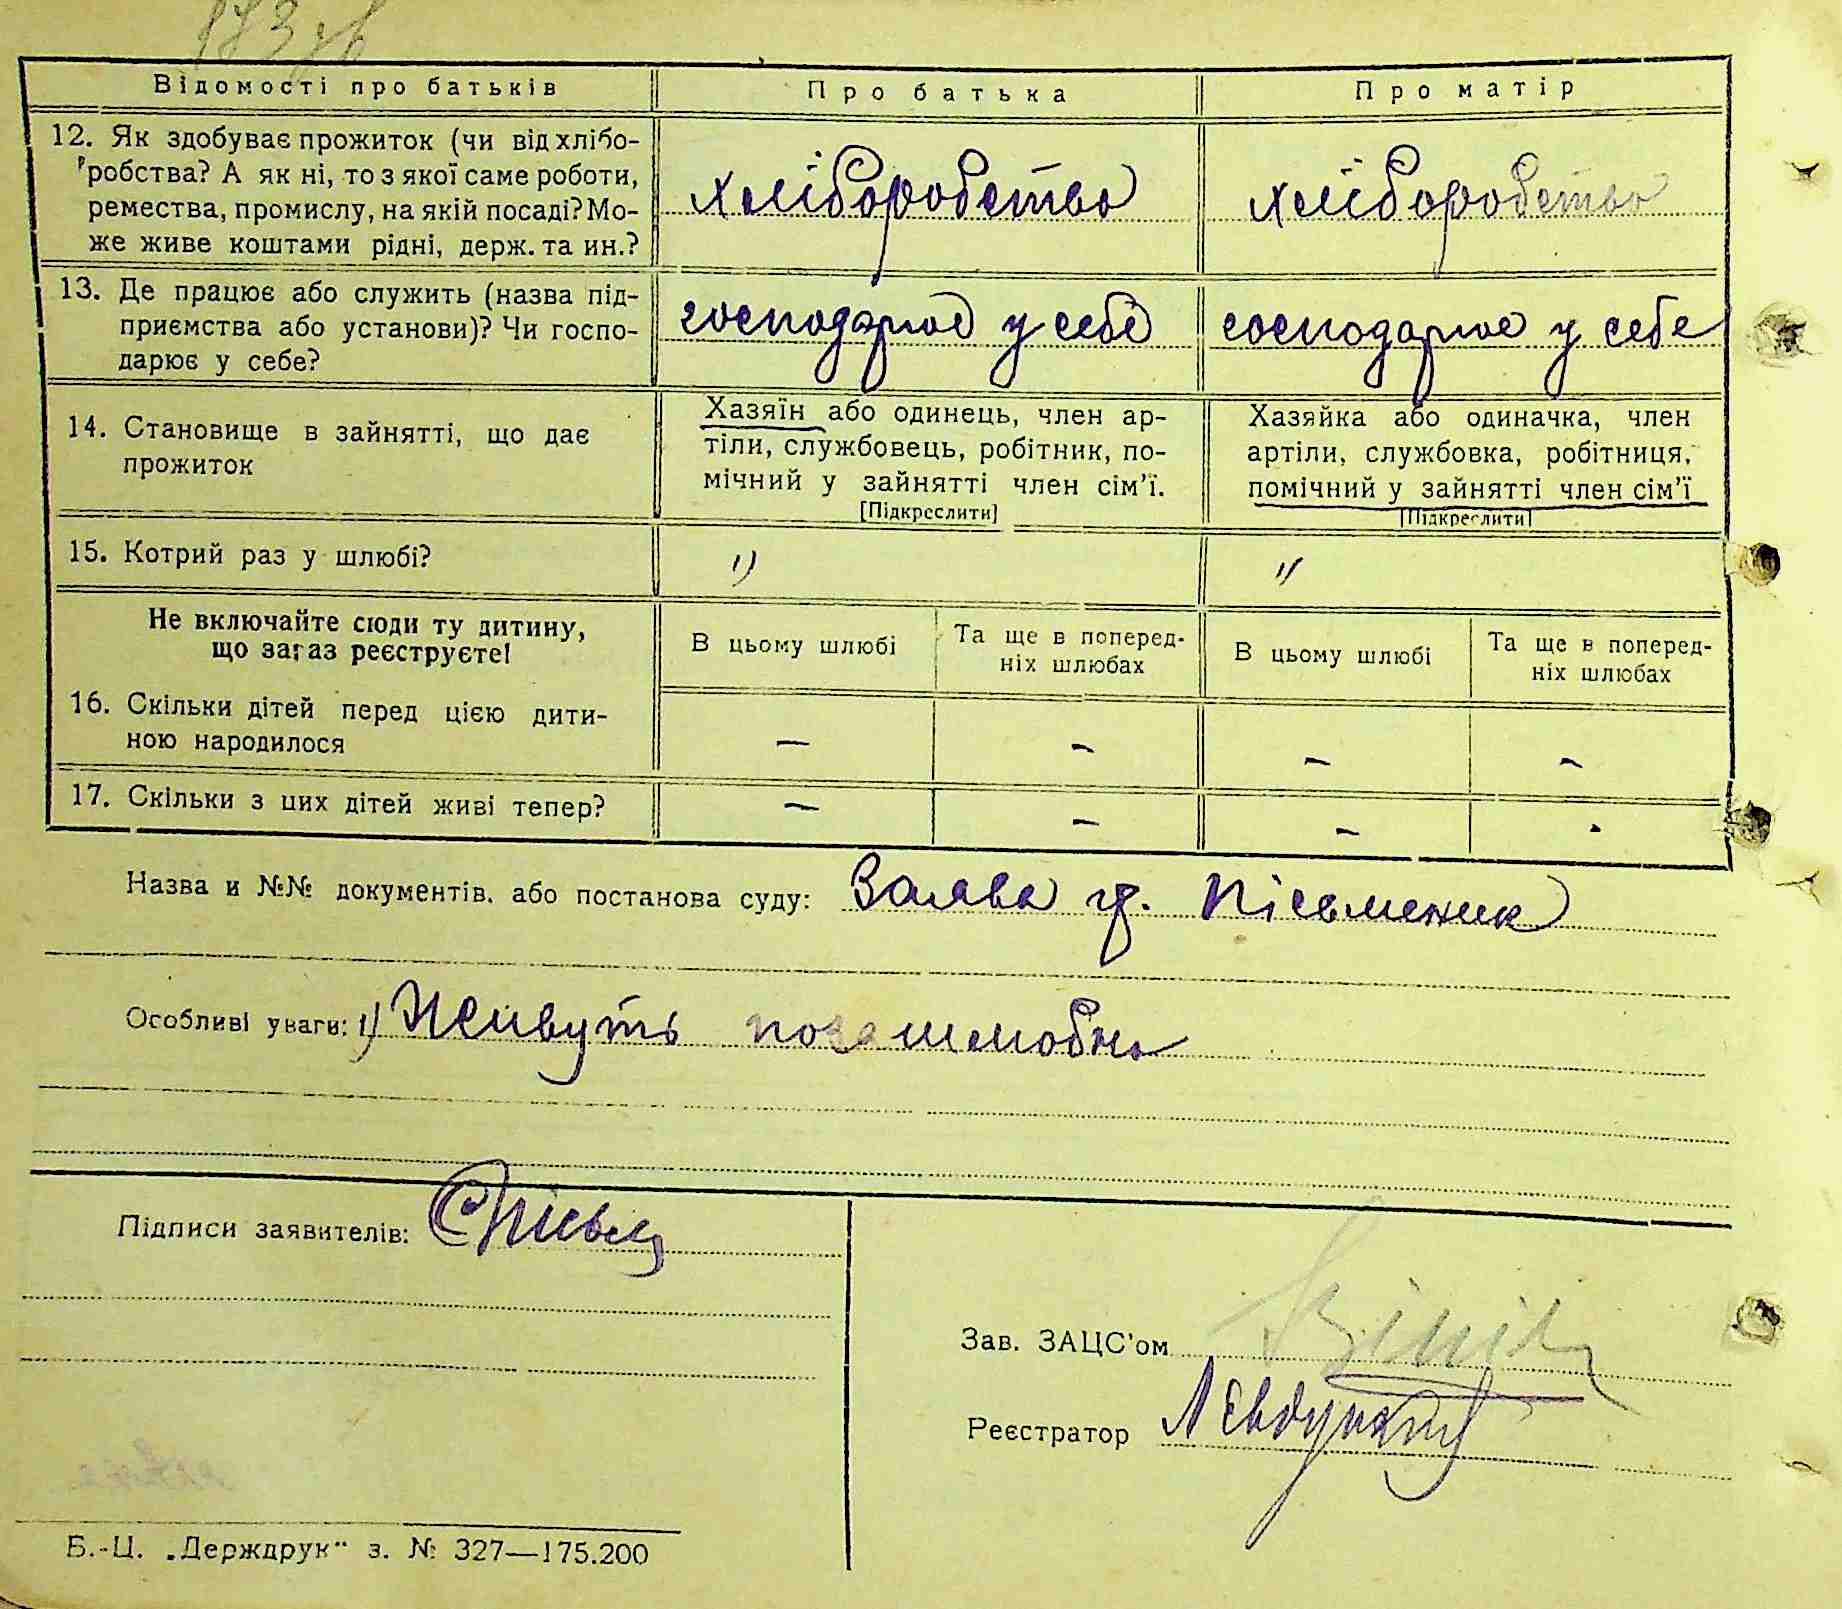 173 зв
Відомості про батьків Про батька Про матір
12. Як здобуває прожиток (чи від хлібо-
робства? А як ні, то з якої саме роботи,
ремества, промислу, на якій посаді? Мо-
же живе коштами рідні, держ. та ин.?
хліборобство хліборобство
13. Де працює або служить (назва під-
приємства або установи)? Чи госпо-
дарює у себе?
господарює у себе господарює у себе
14. Становище в зайнятті, що дає
прожиток
Хазяїн або одинець, член ар-
тіли, службовець, робітник, по-
мічний у зайнятті член сім'ї.
[Підкреслити]
Хазяйка або одиначка, член
артіли, службовка, робітниця,
помічний у зайнятті член сім'ї
[Підкреслити]
15. Котрий раз у шлюбі? 1) 1)
Не включайте сюди ту дитину,
що зараз реєструєте!
В цьому шлюбі
Та ще в поперед-
ніх шлюбах
В цьому шлюбі
Та ще в поперед-
ніх шлюбах
16. Скільки дітей перед цією дити-
ною народилося
— — — —
17. Скільки з цих дітей живі тепер?
— — — -
Назва и №№ документів, або постанова суду: Заява гр. Пісьменик
Особливі уваги: 1) Живуть позашлюбно
Підписи заявителів:
Зав. ЗАЦС'ом
Реєстратор
Б.-Ц. „Держдрук" з. № 327—175.200